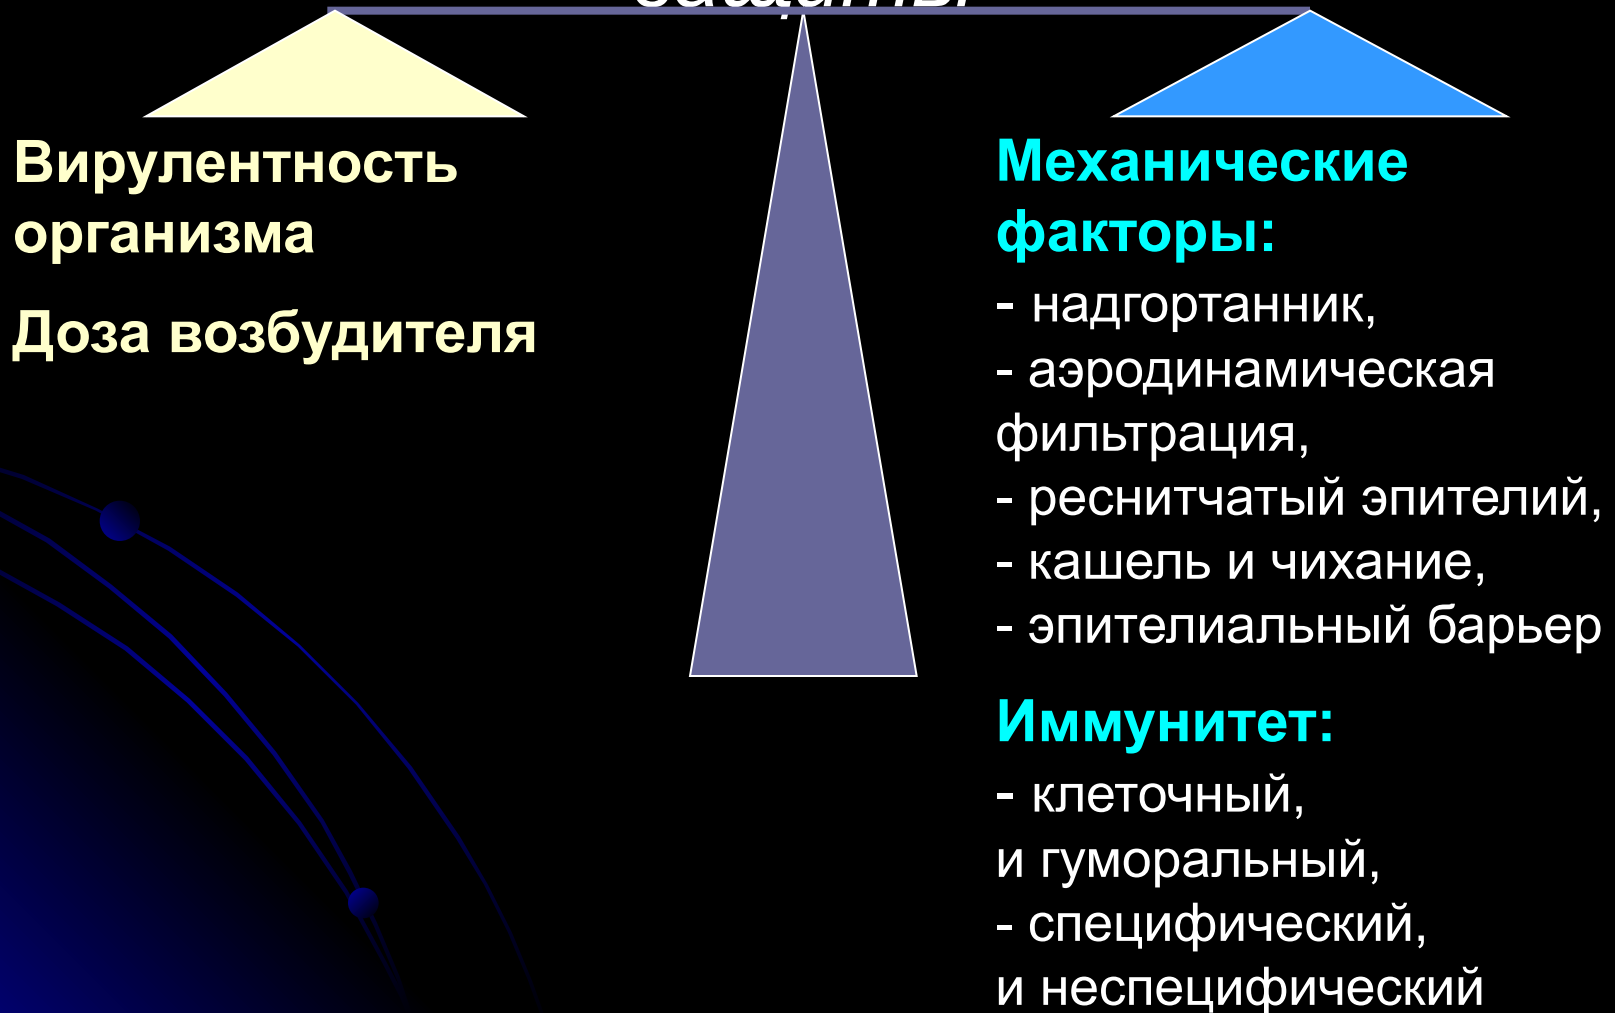 защиты
Вирулентность
организма
Доза возбудителя
Механические
факторы:
- надгортанник,
- аэродинамическая
фильтрация,
- реснитчатый эпителий,
- кашель и чихание,
- эпителиальный барьер
Иммунитет:
- клеточный,
и гуморальный,
- специфический,
и неспецифический